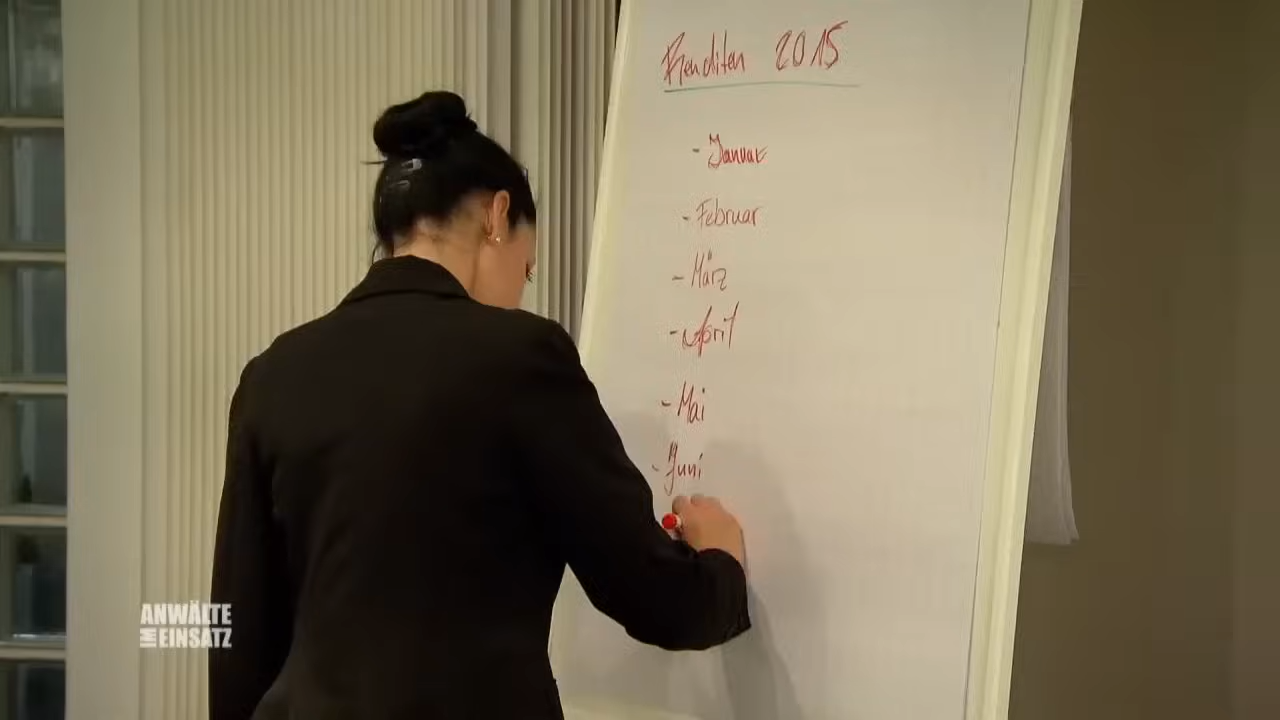 Renditen 2015
- Januar
- Februar
- März
- April
- Mai
- Juni
ANWÄLTE
IM EINSATZ